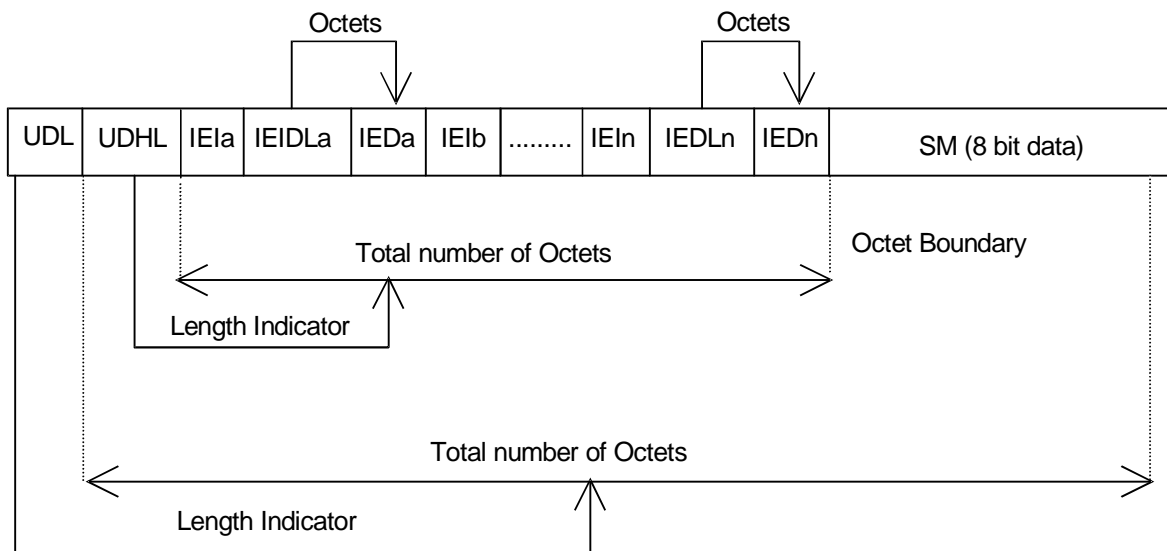 Octets Octets
UDL UDHL IEIa IEIDLa IEDa IEIb ......... IEIn IEDLn IEDn SM (8 bit data)
Total number of Octets Octet Boundary
Length Indicator
Total number of Octets
Length Indicator